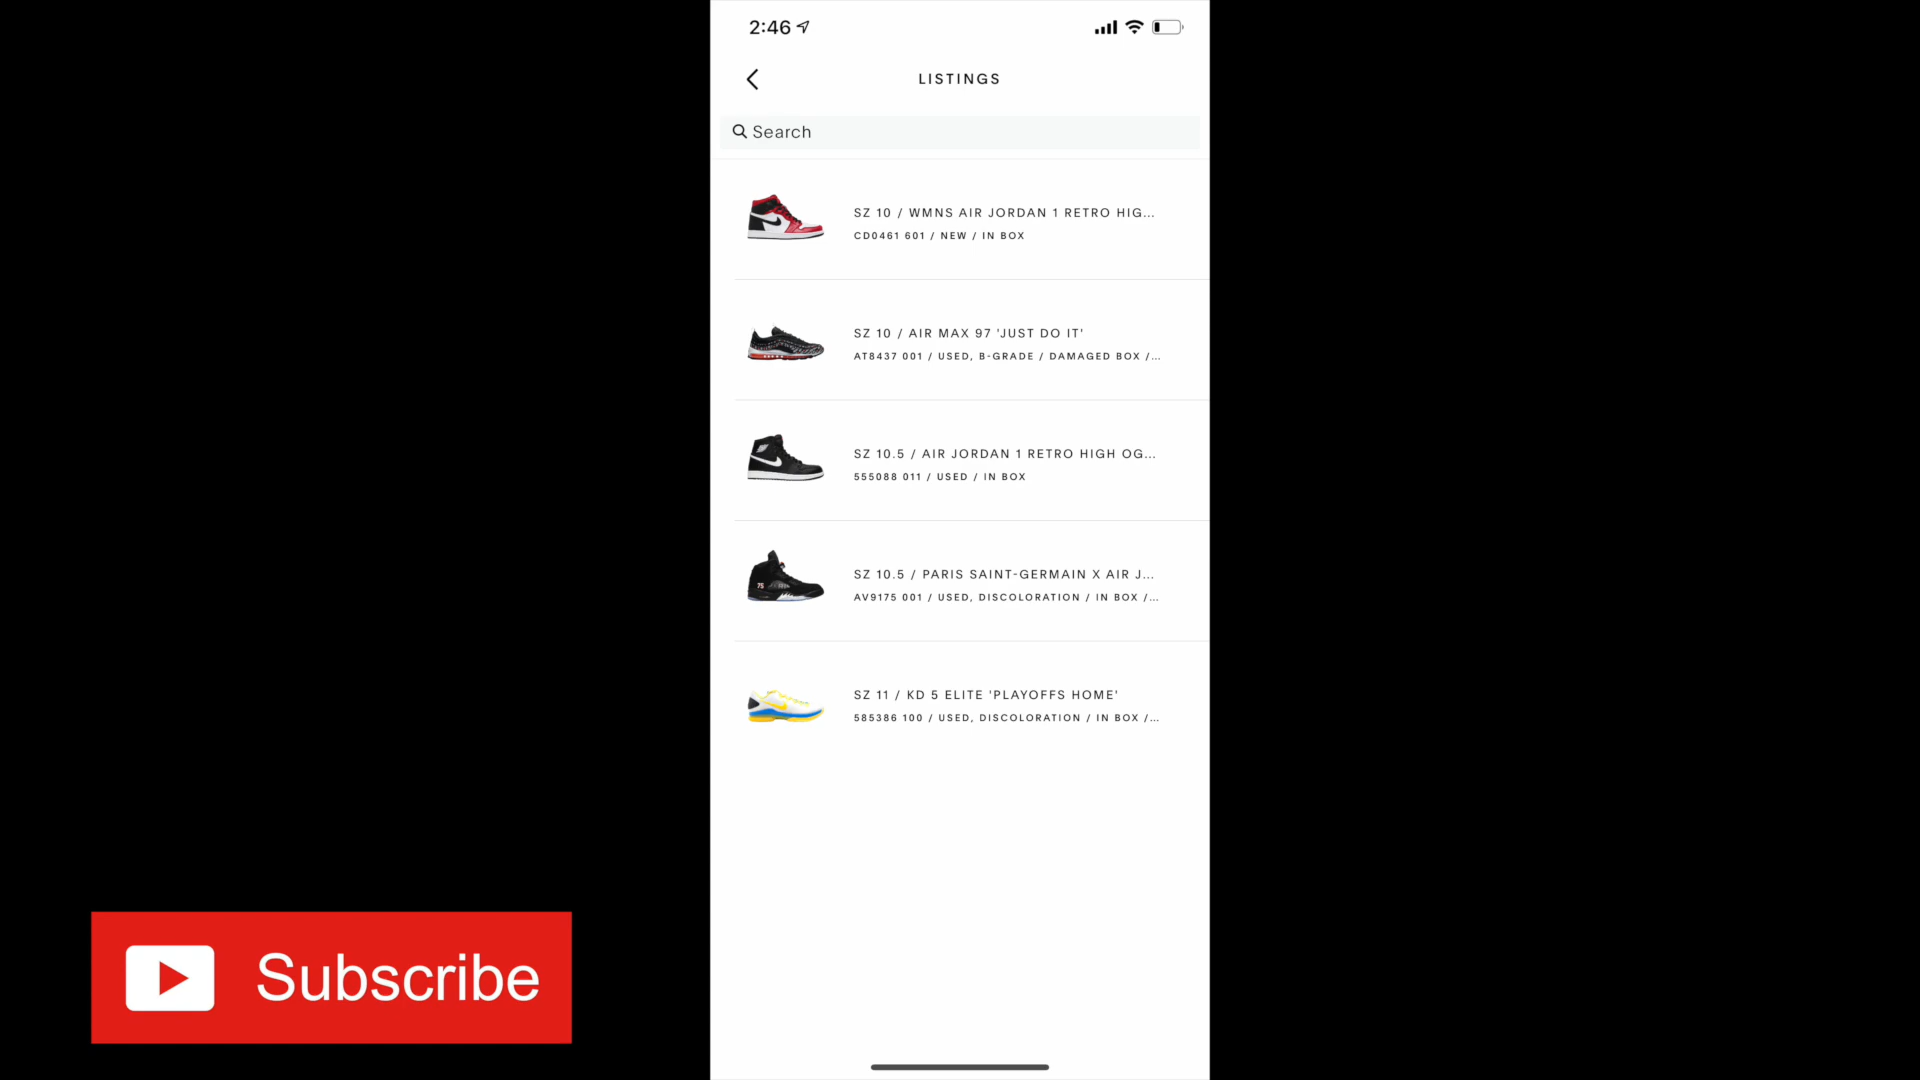 2:46
LISTINGS
Search
SZ 10 / WMNS AIR JORDAN 1 RETRO HIG...
CD0461 601 / NEW / IN BOX
SZ 10 / AIR MAX 97 'JUST DO IT'
AT8437 001 / USED, B-GRADE / DAMAGED BOX /...
SZ 10.5 / AIR JORDAN 1 RETRO HIGH OG...
555088 011 / USED / IN BOX
75
SZ 10.5 / PARIS SAINT-GERMAIN X AIR J...
AV9175 001 / USED, DISCOLORATION / IN BOX /...
SZ 11 / KD 5 ELITE 'PLAYOFFS HOME'
585386 100 / USED, DISCOLORATION / IN BOX /...
Subscribe